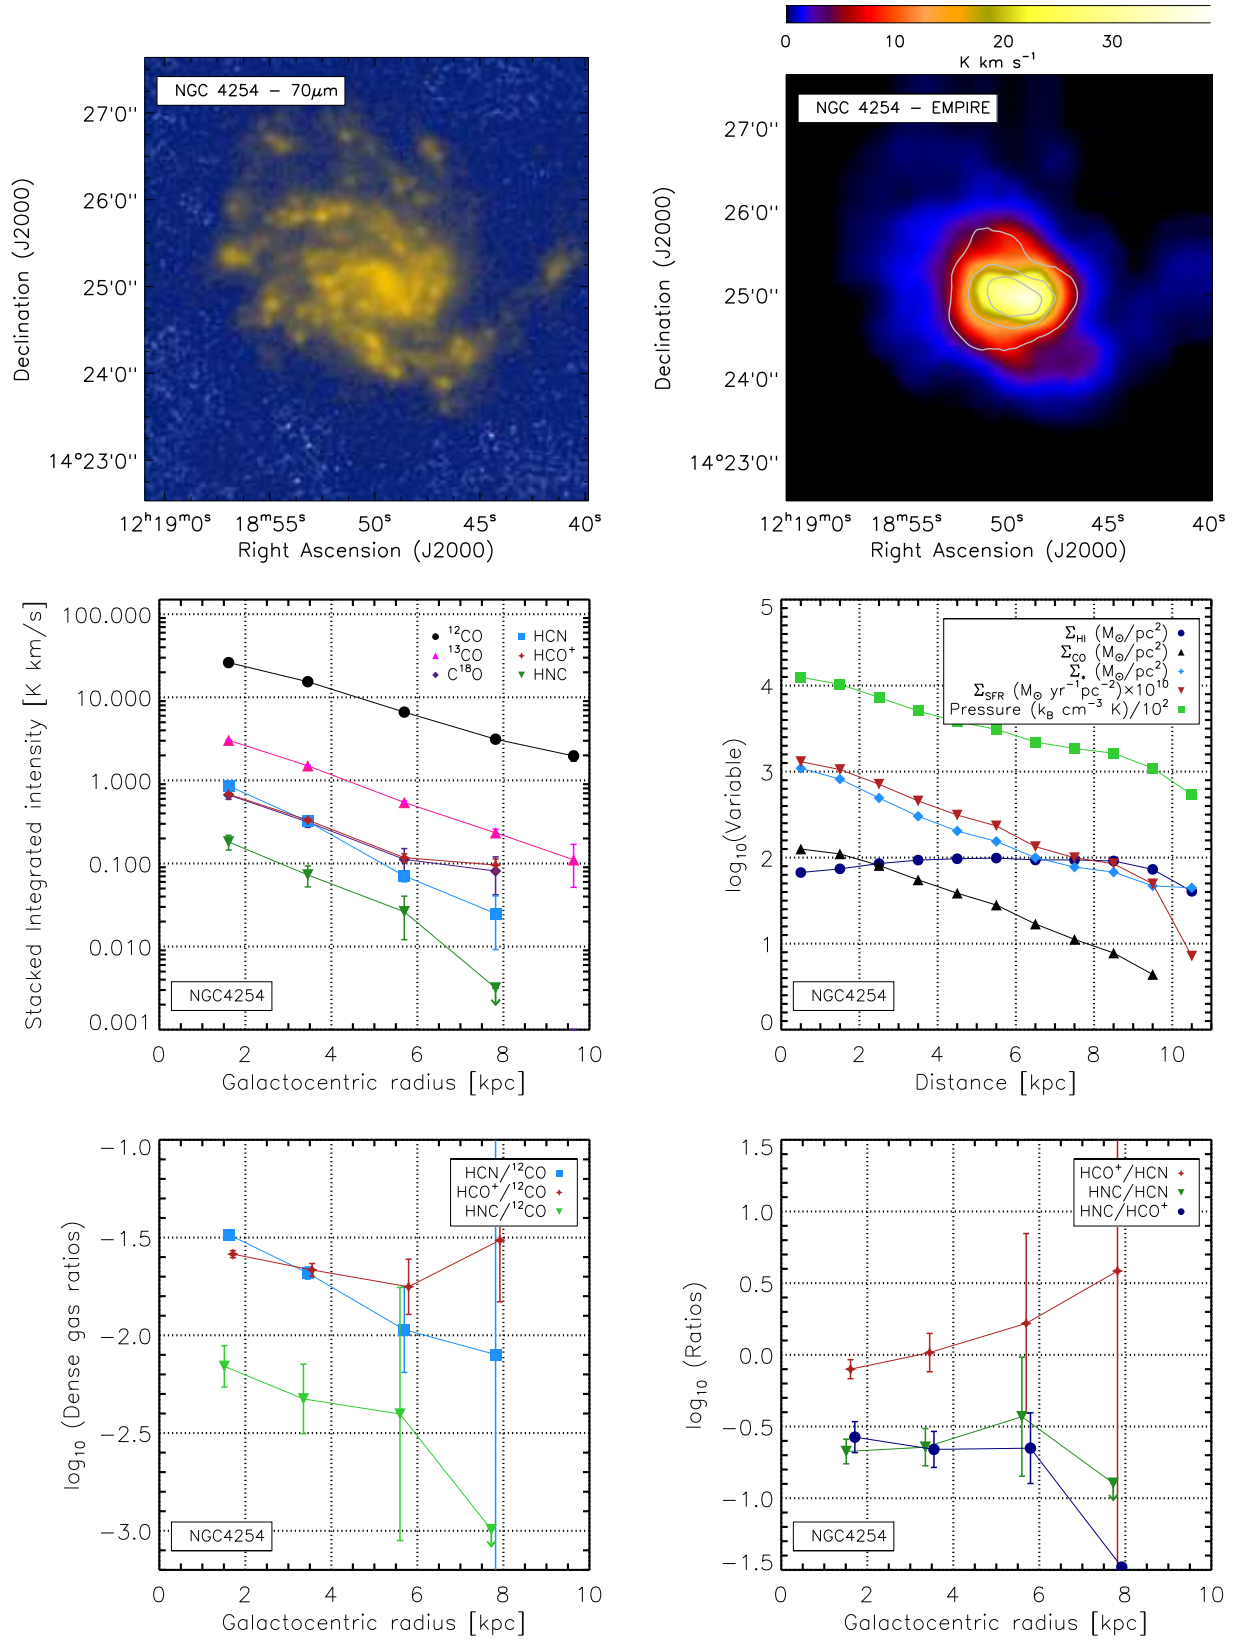 NGC 4254 – 70μm
27'0"
26'0"
25'0"
24'0"
14°23'0"
Declination (J2000)
12ʰ19ᵐ0ˢ 18ᵐ55ˢ 50ˢ 45ˢ 40ˢ
Right Ascension (J2000)
0 10 20 30
K km s⁻¹
NGC 4254 – EMPIRE
27'0"
26'0"
25'0"
24'0"
14°23'0"
Declination (J2000)
12ʰ19ᵐ0ˢ 18ᵐ55ˢ 50ˢ 45ˢ 40ˢ
Right Ascension (J2000)
Stacked Integrated intensity [K km/s]
100.000
10.000
1.000
0.100
0.010
0.001
¹²CO HCN
¹³CO HCO⁺
C¹⁸O HNC
NGC4254
0 2 4 6 8 10
Galactocentric radius [kpc]
log₁₀(Variable)
5
4
3
2
1
0
Σ_HI (M⊙/pc²)
Σ_CO (M⊙/pc²)
Σ⋆ (M⊙/pc²)
Σ_SFR (M⊙ yr⁻¹pc⁻²)×10¹⁰
Pressure (k_B cm⁻³ K)/10²
NGC4254
0 2 4 6 8 10
Distance [kpc]
log₁₀ (Dense gas ratios)
−1.0
−1.5
−2.0
−2.5
−3.0
HCN/¹²CO
HCO⁺/¹²CO
HNC/¹²CO
NGC4254
0 2 4 6 8 10
Galactocentric radius [kpc]
log₁₀ (Ratios)
1.5
1.0
0.5
0.0
−0.5
−1.0
−1.5
HCO⁺/HCN
HNC/HCN
HNC/HCO⁺
NGC4254
0 2 4 6 8 10
Galactocentric radius [kpc]